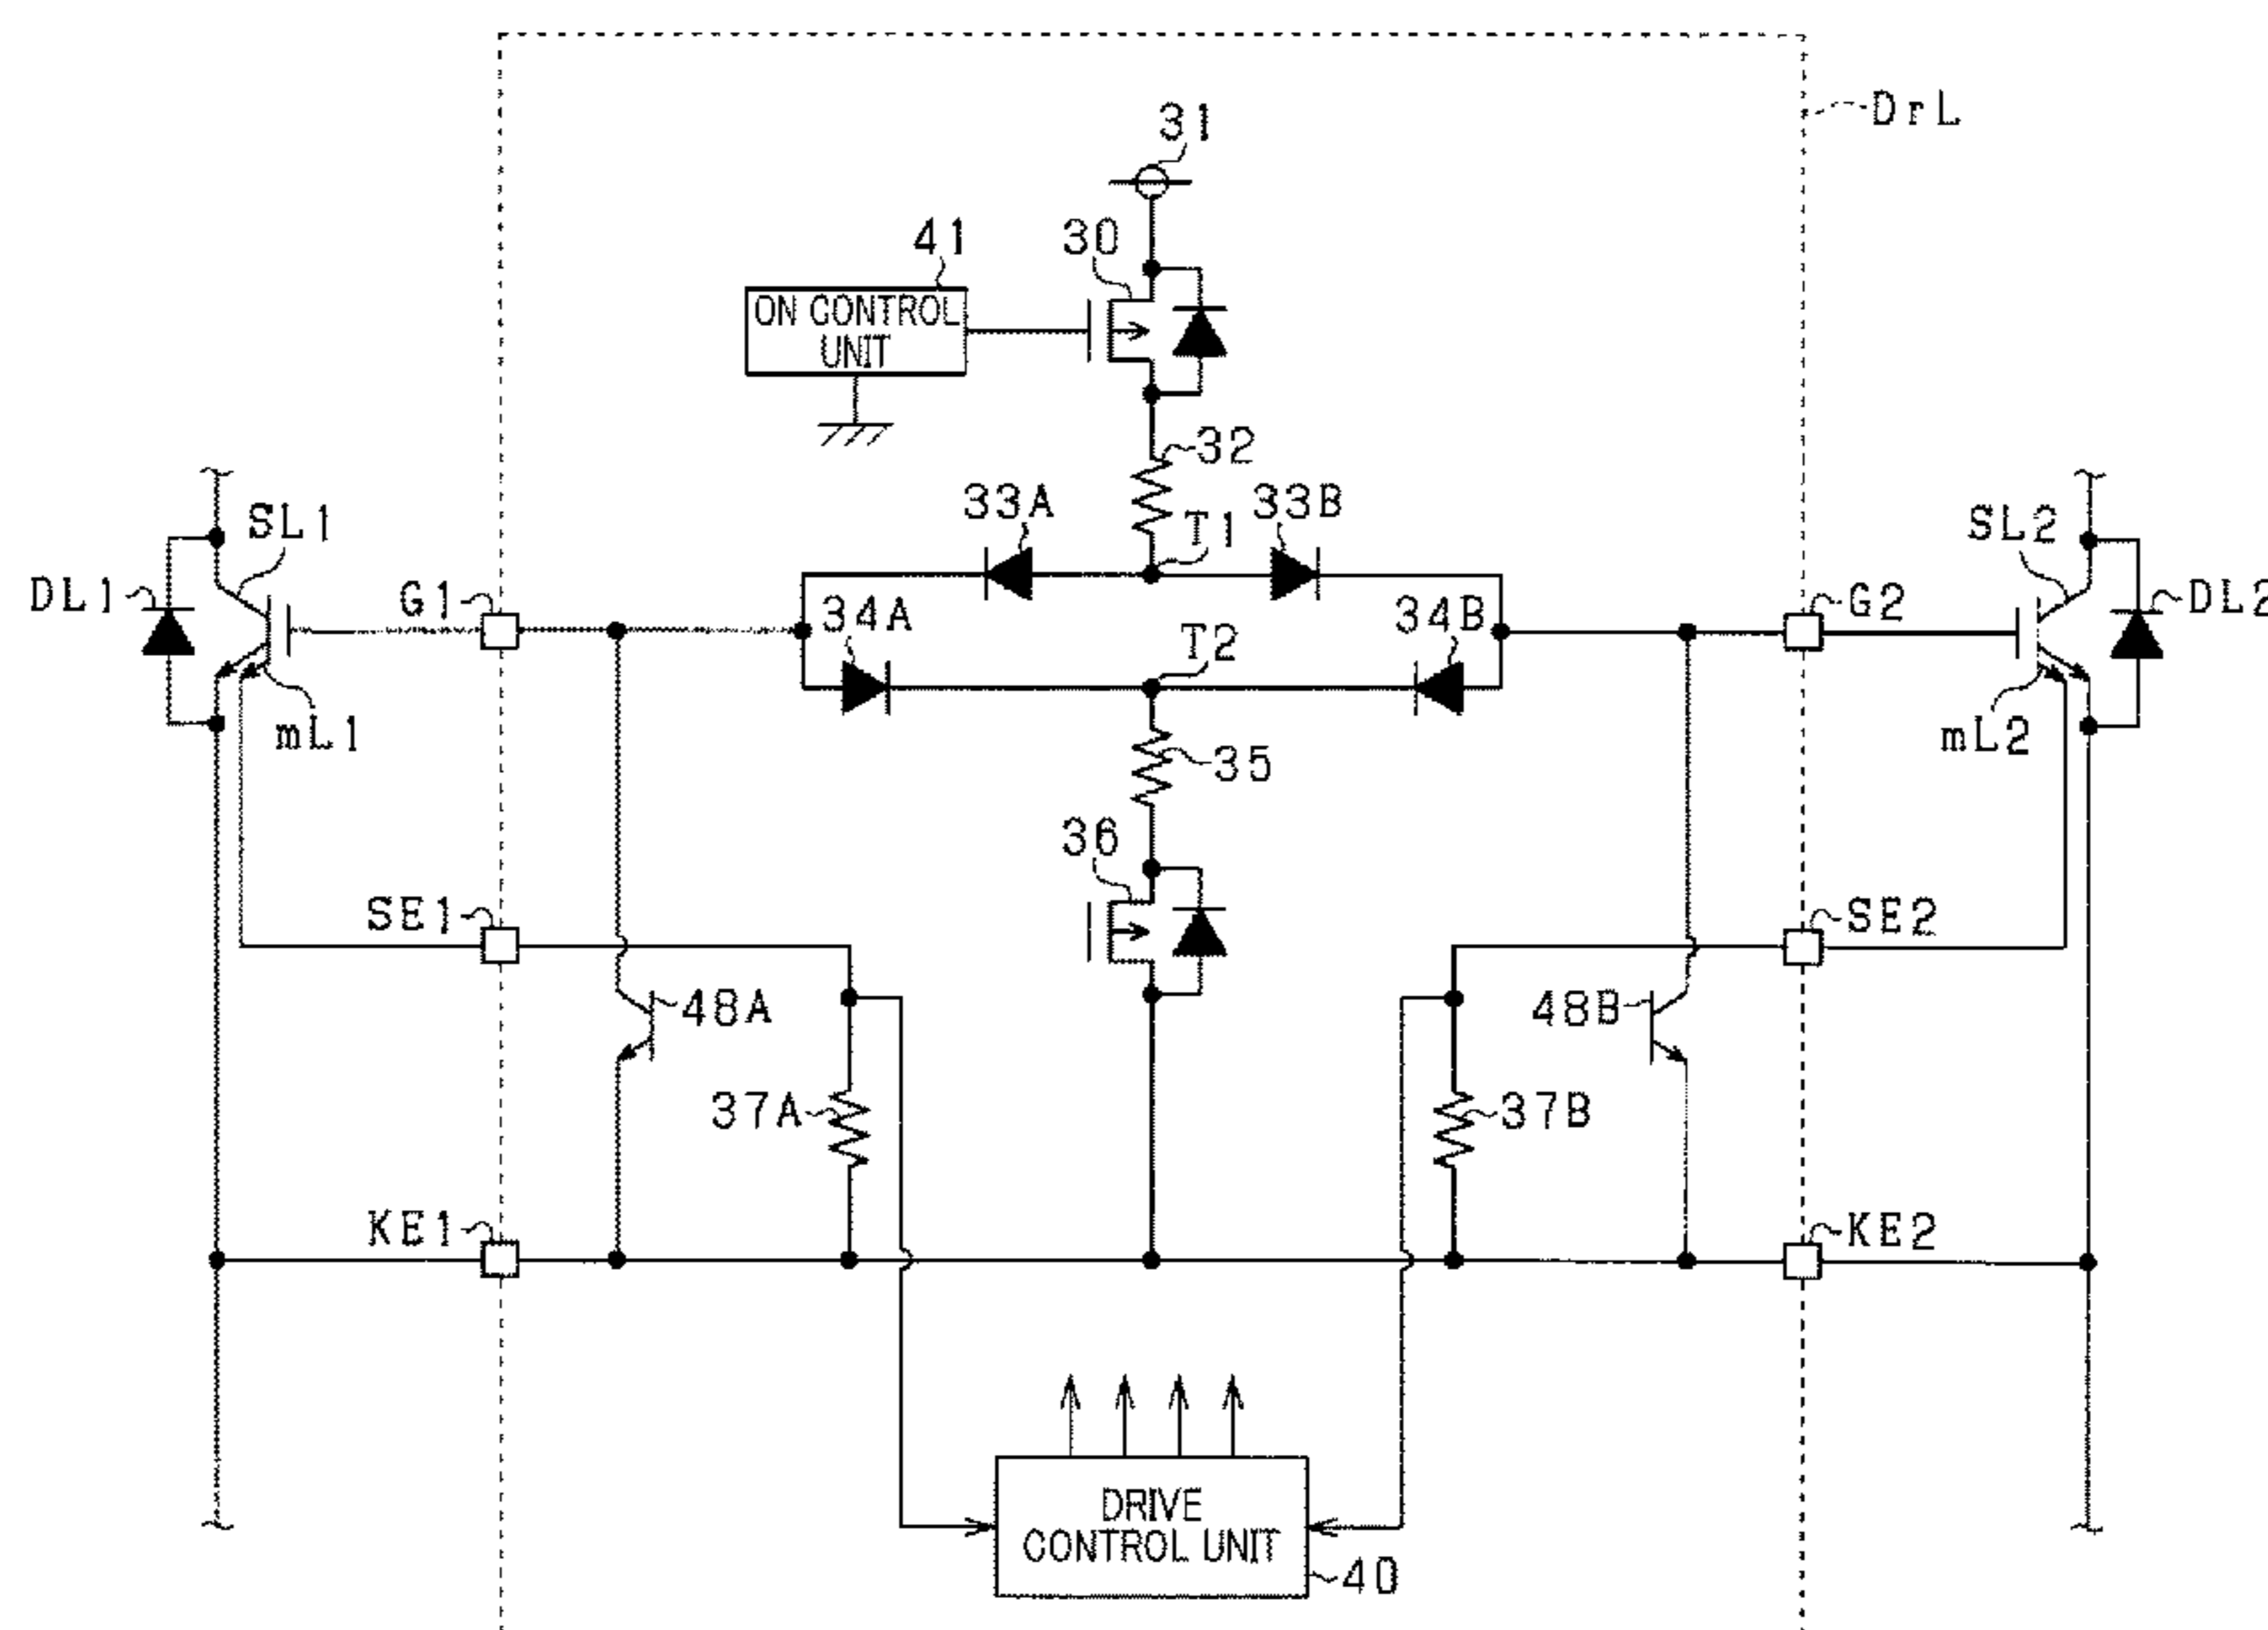 DrL
31
41
30
ON CONTROL
UNIT
32
33A
T1
33B
SL1
SL2
DL1
G1
34A
T2
34B
G2
DL2
mL1
mL2
35
36
SE1
SE2
48A
48B
37A
37B
KE1
KE2
DRIVE
CONTROL UNIT
40